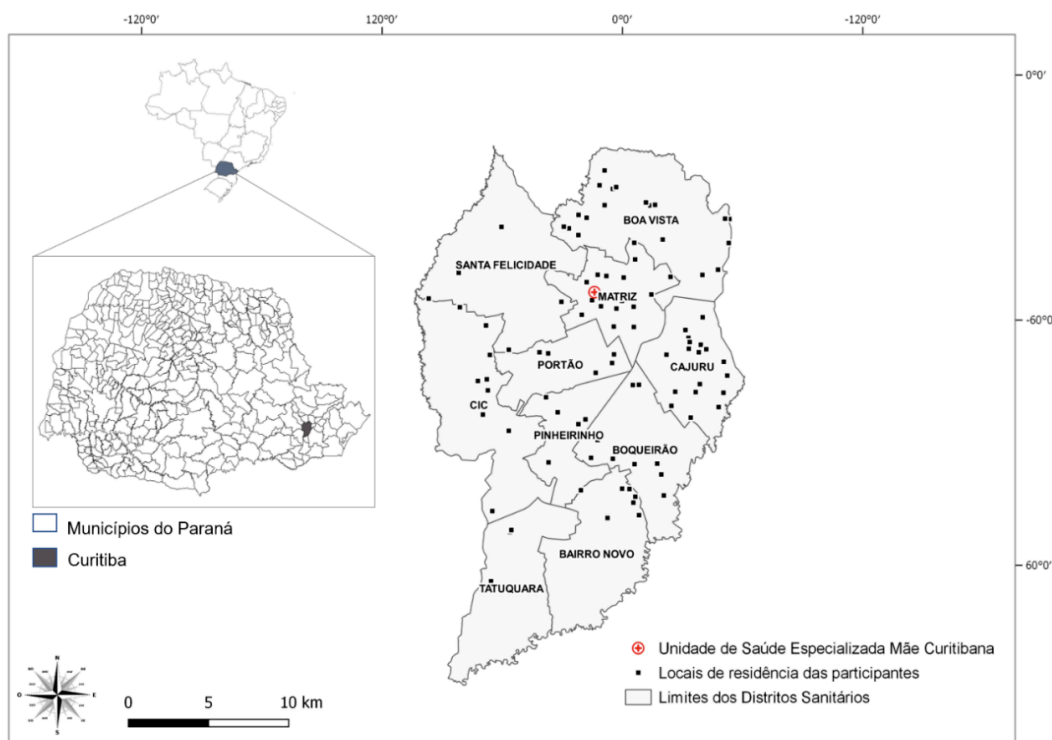 -120°0' 120°0' 0°0' -120°0'
0°0'
BOA VISTA
SANTA FELICIDADE
MATRIZ
-60°0'
PORTÃO
CAJURU
CIC
PINHEIRINHO
BOQUEIRÃO
Municípios do Paraná
Curitiba
BAIRRO NOVO
60°0'
TATUQUARA
Unidade de Saúde Especializada Mãe Curitibana
Locais de residência das participantes
Limites dos Distritos Sanitários
N
O E
S
0 5 10 km